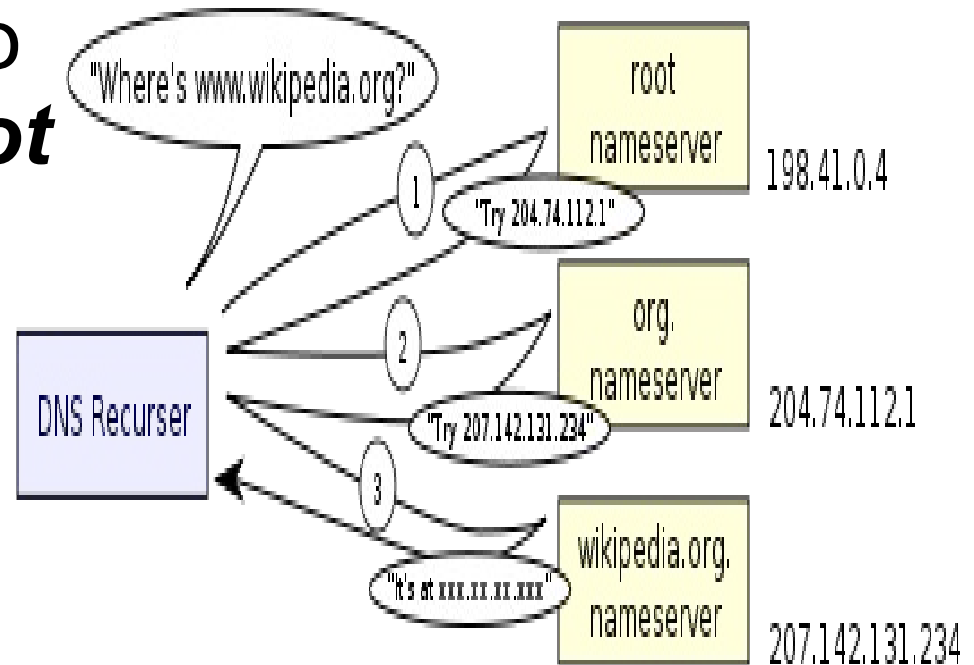 o
ot
"Where's www.wikipedia.org?"
root
nameserver
198.41.0.4
1
"Try 204.74.112.1"
org.
nameserver
204.74.112.1
2
"Try 207.142.131.234"
DNS Recurser
3
wikipedia.org.
nameserver
207.142.131.234
"It's at xxx.xx.xx.xxx"